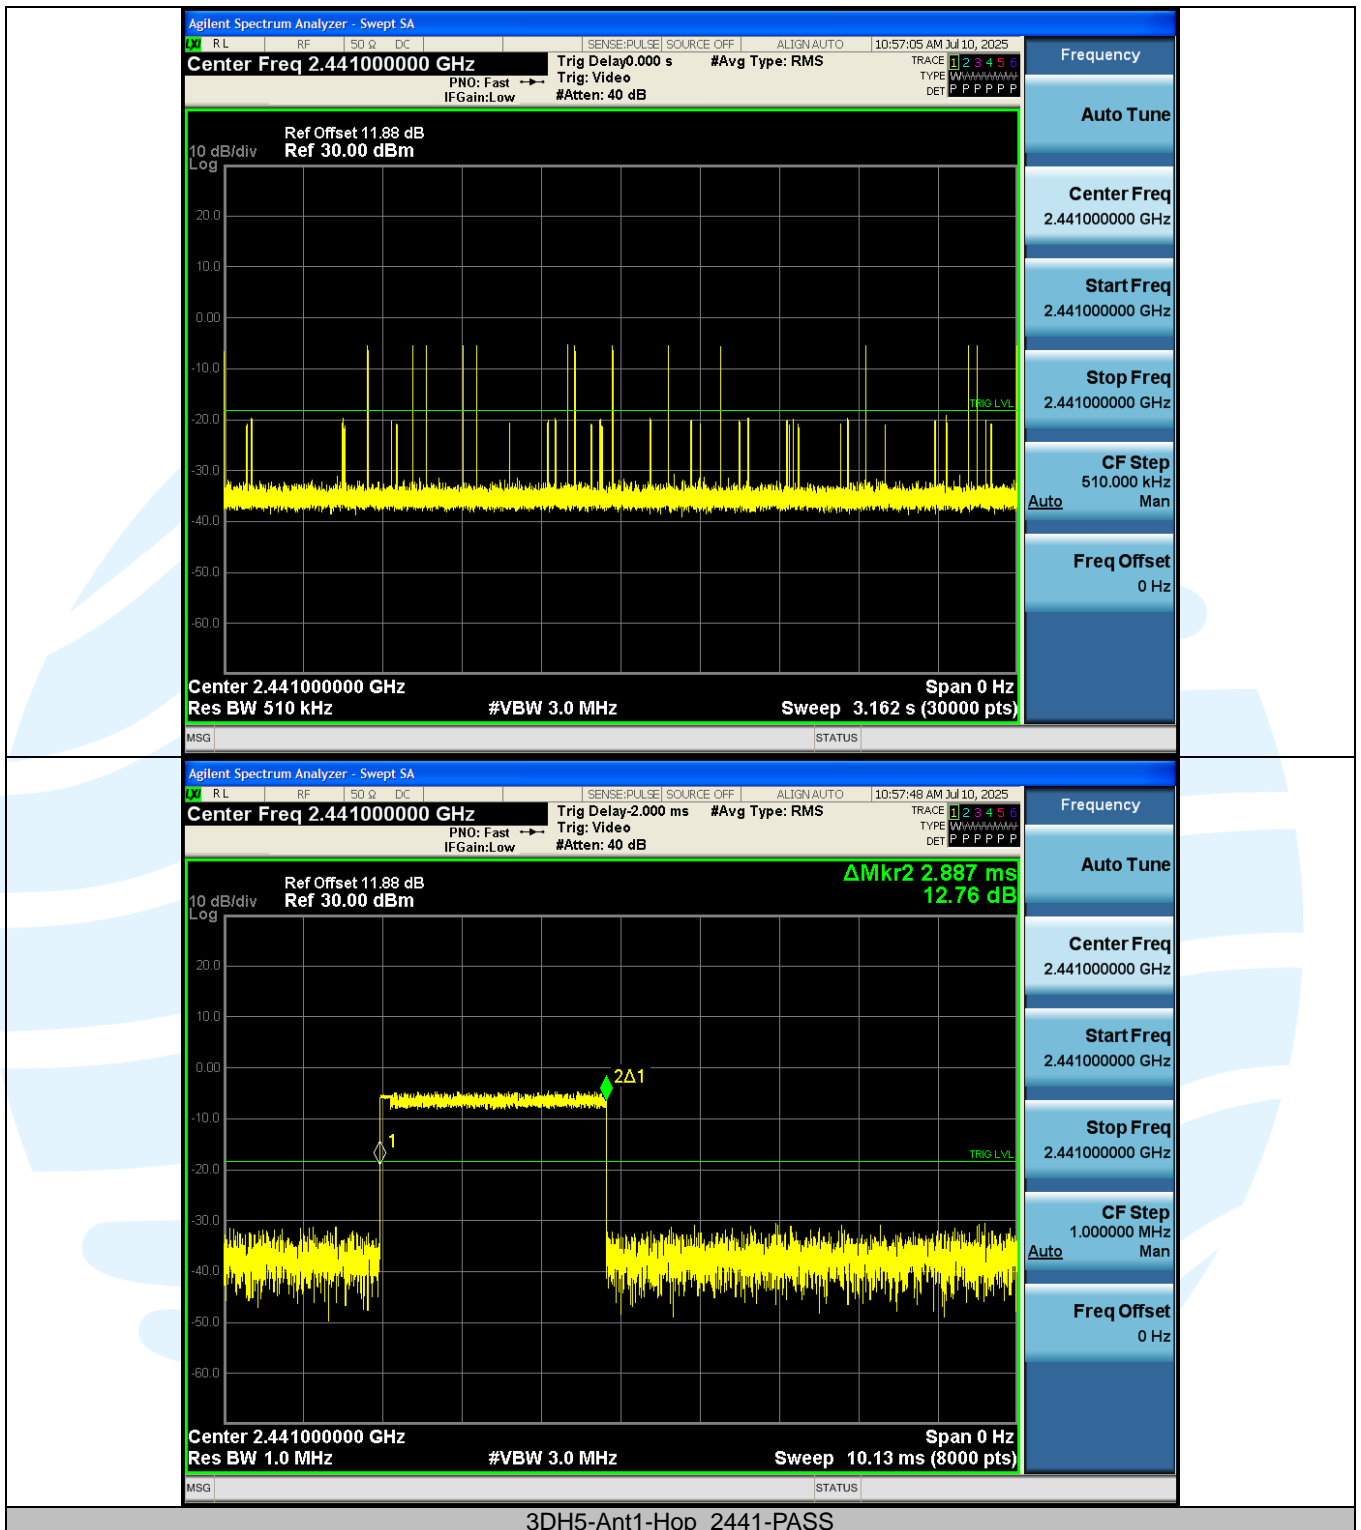 Agilent Spectrum Analyzer - Swept SA
LXI RL RF 50 Ω DC SENSE:PULSE SOURCE OFF ALIGN AUTO 10:57:05 AM Jul 10, 2025
Center Freq 2.441000000 GHz
PNO: Fast
IFGain:Low
Trig Delay0.000 s
Trig: Video
#Atten: 40 dB
#Avg Type: RMS
TRACE 1 2 3 4 5 6
TYPE WWWWWW
DET P P P P P P
Ref Offset 11.88 dB
10 dB/div Ref 30.00 dBm
Log
20.0
10.0
0.00
-10.0
TRIG LVL
-20.0
-30.0
-40.0
-50.0
-60.0
Center 2.441000000 GHz Span 0 Hz
Res BW 510 kHz #VBW 3.0 MHz Sweep 3.162 s (30000 pts)
MSG STATUS
Frequency
Auto Tune
Center Freq
2.441000000 GHz
Start Freq
2.441000000 GHz
Stop Freq
2.441000000 GHz
CF Step
510.000 kHz
Auto Man
Freq Offset
0 Hz
Agilent Spectrum Analyzer - Swept SA
LXI RL RF 50 Ω DC SENSE:PULSE SOURCE OFF ALIGN AUTO 10:57:48 AM Jul 10, 2025
Center Freq 2.441000000 GHz
PNO: Fast
IFGain:Low
Trig Delay-2.000 ms
Trig: Video
#Atten: 40 dB
#Avg Type: RMS
TRACE 1 2 3 4 5 6
TYPE WWWWWW
DET P P P P P P
ΔMkr2 2.887 ms
12.76 dB
Ref Offset 11.88 dB
10 dB/div Ref 30.00 dBm
Log
20.0
10.0
0.00
2Δ1
-10.0
1
TRIG LVL
-20.0
-30.0
-40.0
-50.0
-60.0
Center 2.441000000 GHz Span 0 Hz
Res BW 1.0 MHz #VBW 3.0 MHz Sweep 10.13 ms (8000 pts)
MSG STATUS
Frequency
Auto Tune
Center Freq
2.441000000 GHz
Start Freq
2.441000000 GHz
Stop Freq
2.441000000 GHz
CF Step
1.000000 MHz
Auto Man
Freq Offset
0 Hz
3DH5-Ant1-Hop_2441-PASS